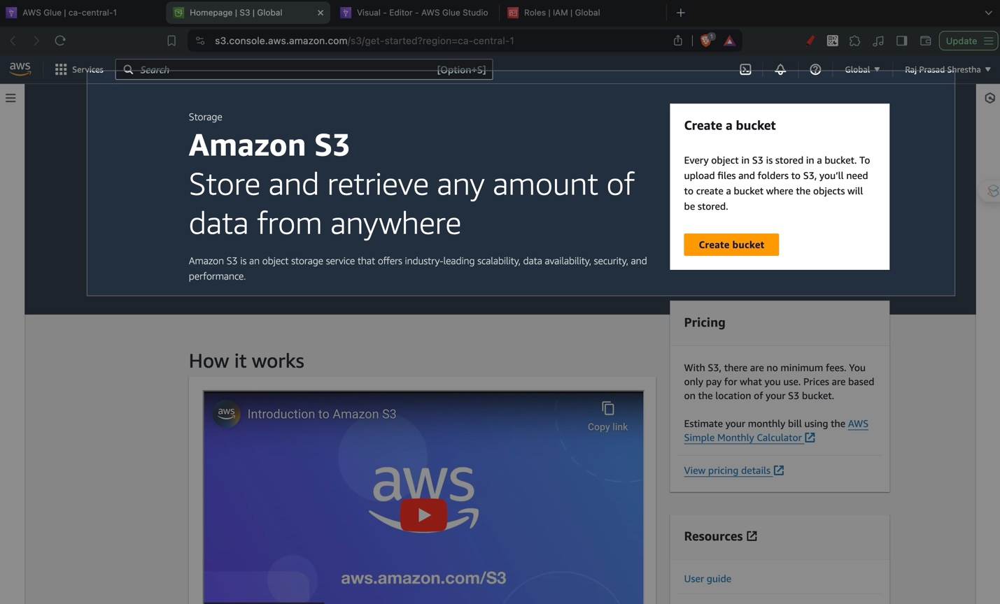 AWS Glue | ca-central-1
Homepage | S3 | Global
Visual - Editor - AWS Glue Studio
Roles | IAM | Global
s3.console.aws.amazon.com/s3/get-started?region=ca-central-1
1
Update
aws
Services
Search
[Option+S]
Global
Raj Prasad Shrestha
Storage
Amazon S3
Store and retrieve any amount of
data from anywhere
Amazon S3 is an object storage service that offers industry-leading scalability, data availability, security, and
performance.
Create a bucket
Every object in S3 is stored in a bucket. To
upload files and folders to S3, you’ll need
to create a bucket where the objects will
be stored.
Create bucket
How it works
aws
Introduction to Amazon S3
Copy link
aws
aws.amazon.com/S3
Pricing
With S3, there are no minimum fees. You
only pay for what you use. Prices are based
on the location of your S3 bucket.
Estimate your monthly bill using the AWS
Simple Monthly Calculator
View pricing details
Resources
User guide